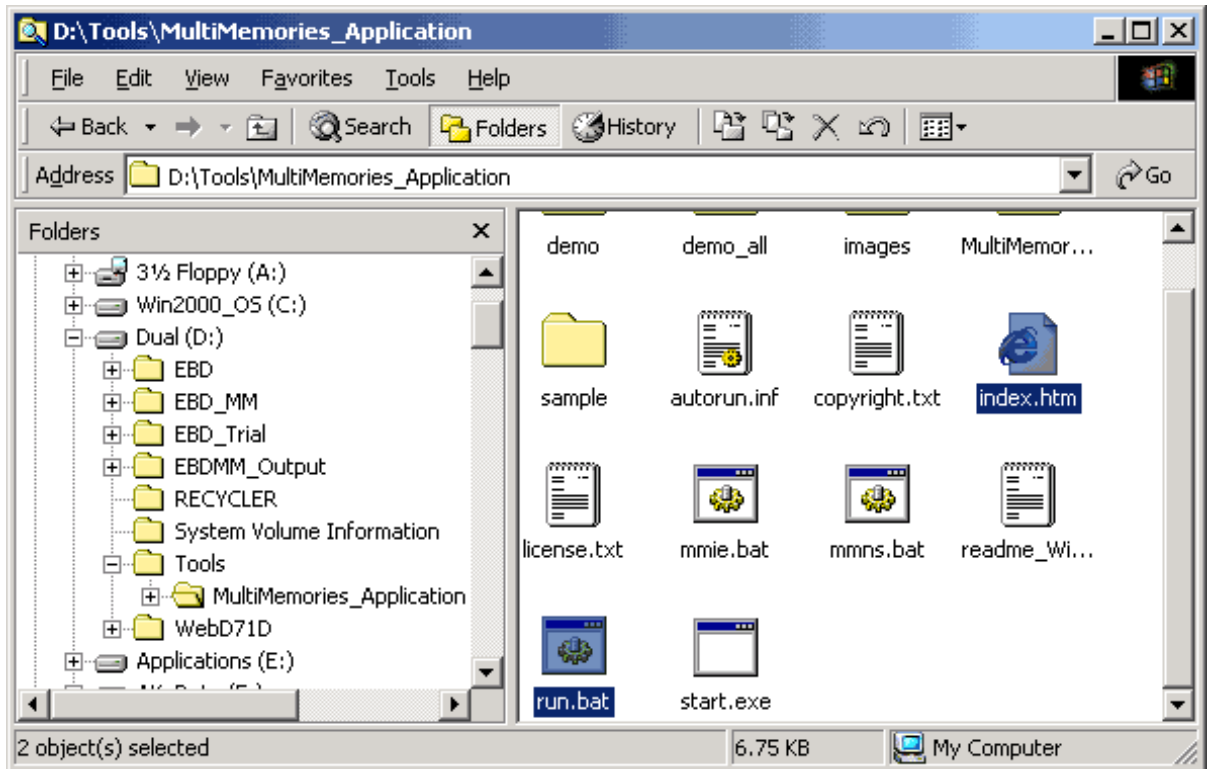 D:\Tools\MultiMemories_Application
File Edit View Favorites Tools Help
Back Search Folders History
Address D:\Tools\MultiMemories_Application Go
Folders
3½ Floppy (A:)
Win2000_OS (C:)
Dual (D:)
EBD
EBD_MM
EBD_Trial
EBDMM_Output
RECYCLER
System Volume Information
Tools
MultiMemories_Application
WebD71D
Applications (E:)
demo demo_all images MultiMemor...
sample autorun.inf copyright.txt index.htm
license.txt mmie.bat mmns.bat readme_Wi...
run.bat start.exe
2 object(s) selected 6.75 KB My Computer